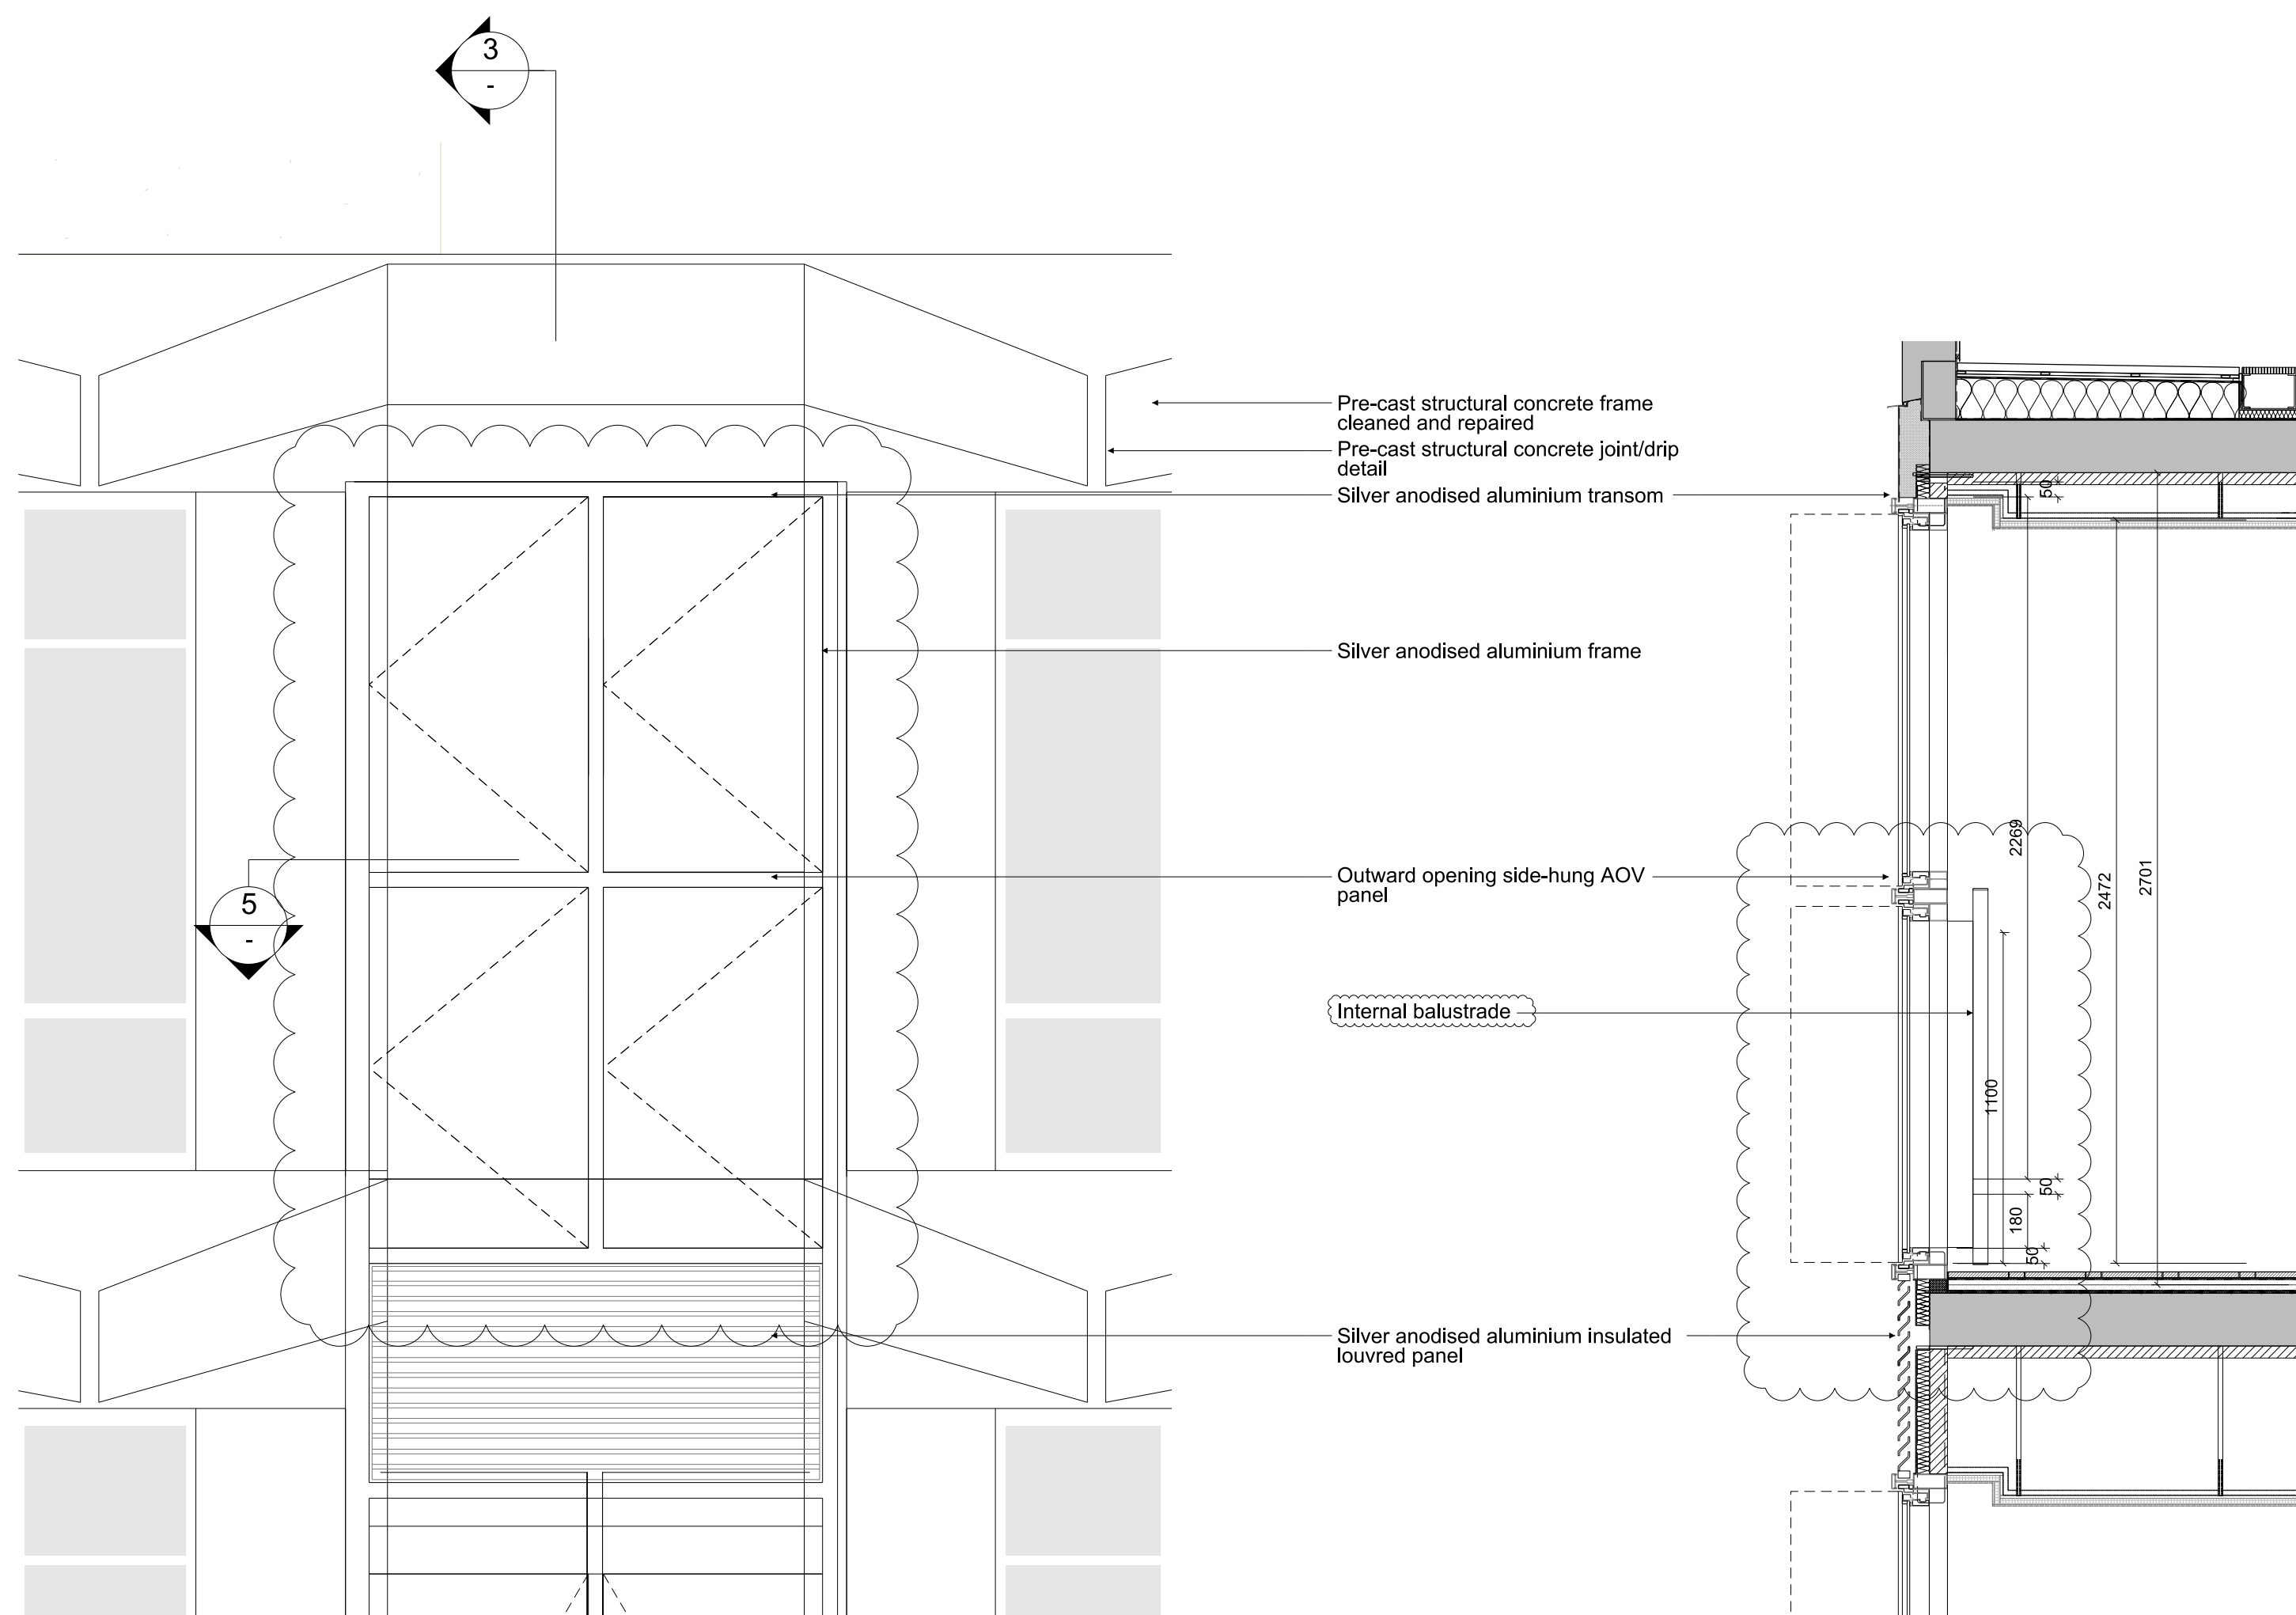 3
-
Pre-cast structural concrete frame
cleaned and repaired
Pre-cast structural concrete joint/drip
detail
Silver anodised aluminium transom
50
Silver anodised aluminium frame
2269
2472
2701
Outward opening side-hung AOV
panel
5
-
Internal balustrade
1100
50
180
50
Silver anodised aluminium insulated
louvred panel